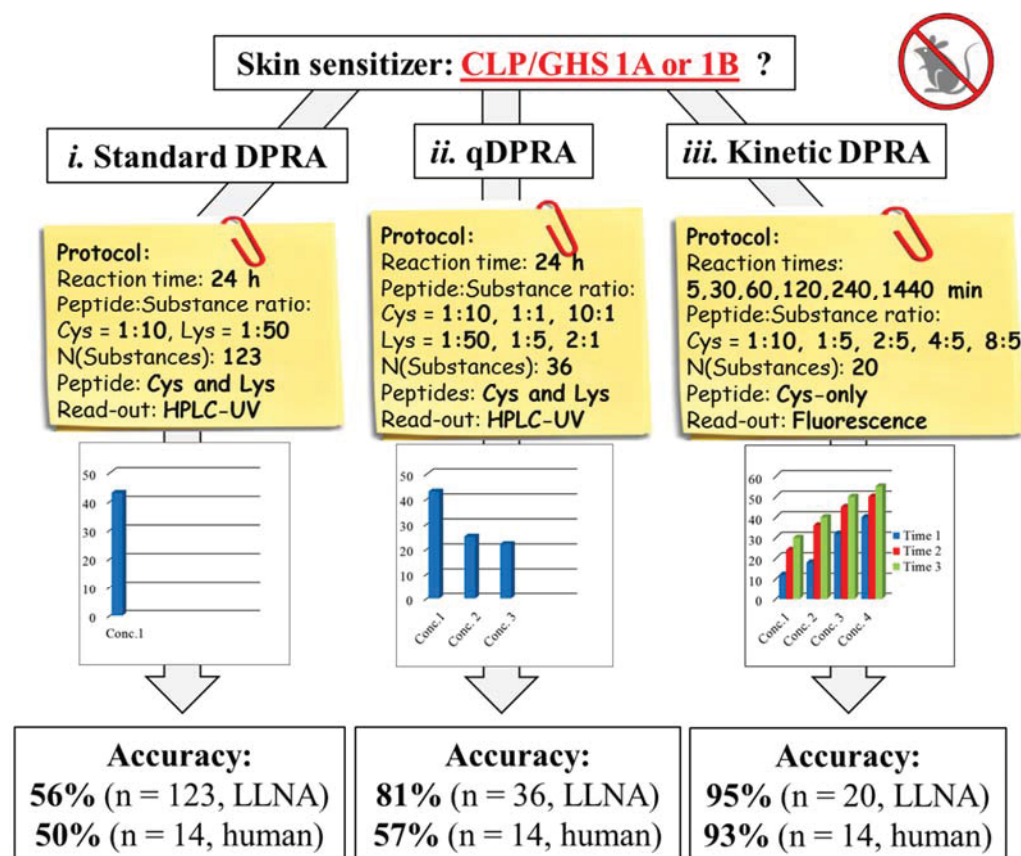 Skin sensitizer: CLP/GHS 1A or 1B ?
i. Standard DPRA
Protocol:
Reaction time: 24 h
Peptide:Substance ratio:
Cys = 1:10, Lys = 1:50
N(Substances): 123
Peptide: Cys and Lys
Read-out: HPLC-UV
50
40
30
20
10
0
Conc.1
Accuracy:
56% (n = 123, LLNA)
50% (n = 14, human)
ii. qDPRA
Protocol:
Reaction time: 24 h
Peptide:Substance ratio:
Cys = 1:10, 1:1, 10:1
Lys = 1:50, 1:5, 2:1
N(Substances): 36
Peptides: Cys and Lys
Read-out: HPLC-UV
50
40
30
20
10
0
Conc.1
Conc. 2
Conc. 3
Accuracy:
81% (n = 36, LLNA)
57% (n = 14, human)
iii. Kinetic DPRA
Protocol:
Reaction times:
5,30,60,120,240,1440 min
Peptide:Substance ratio:
Cys = 1:10, 1:5, 2:5, 4:5, 8:5
N(Substances): 20
Peptide: Cys-only
Read-out: Fluorescence
60
50
40
30
20
10
0
Time 1
Time 2
Time 3
Conc.1
Conc. 2
Conc. 3
Conc. 4
Accuracy:
95% (n = 20, LLNA)
93% (n = 14, human)